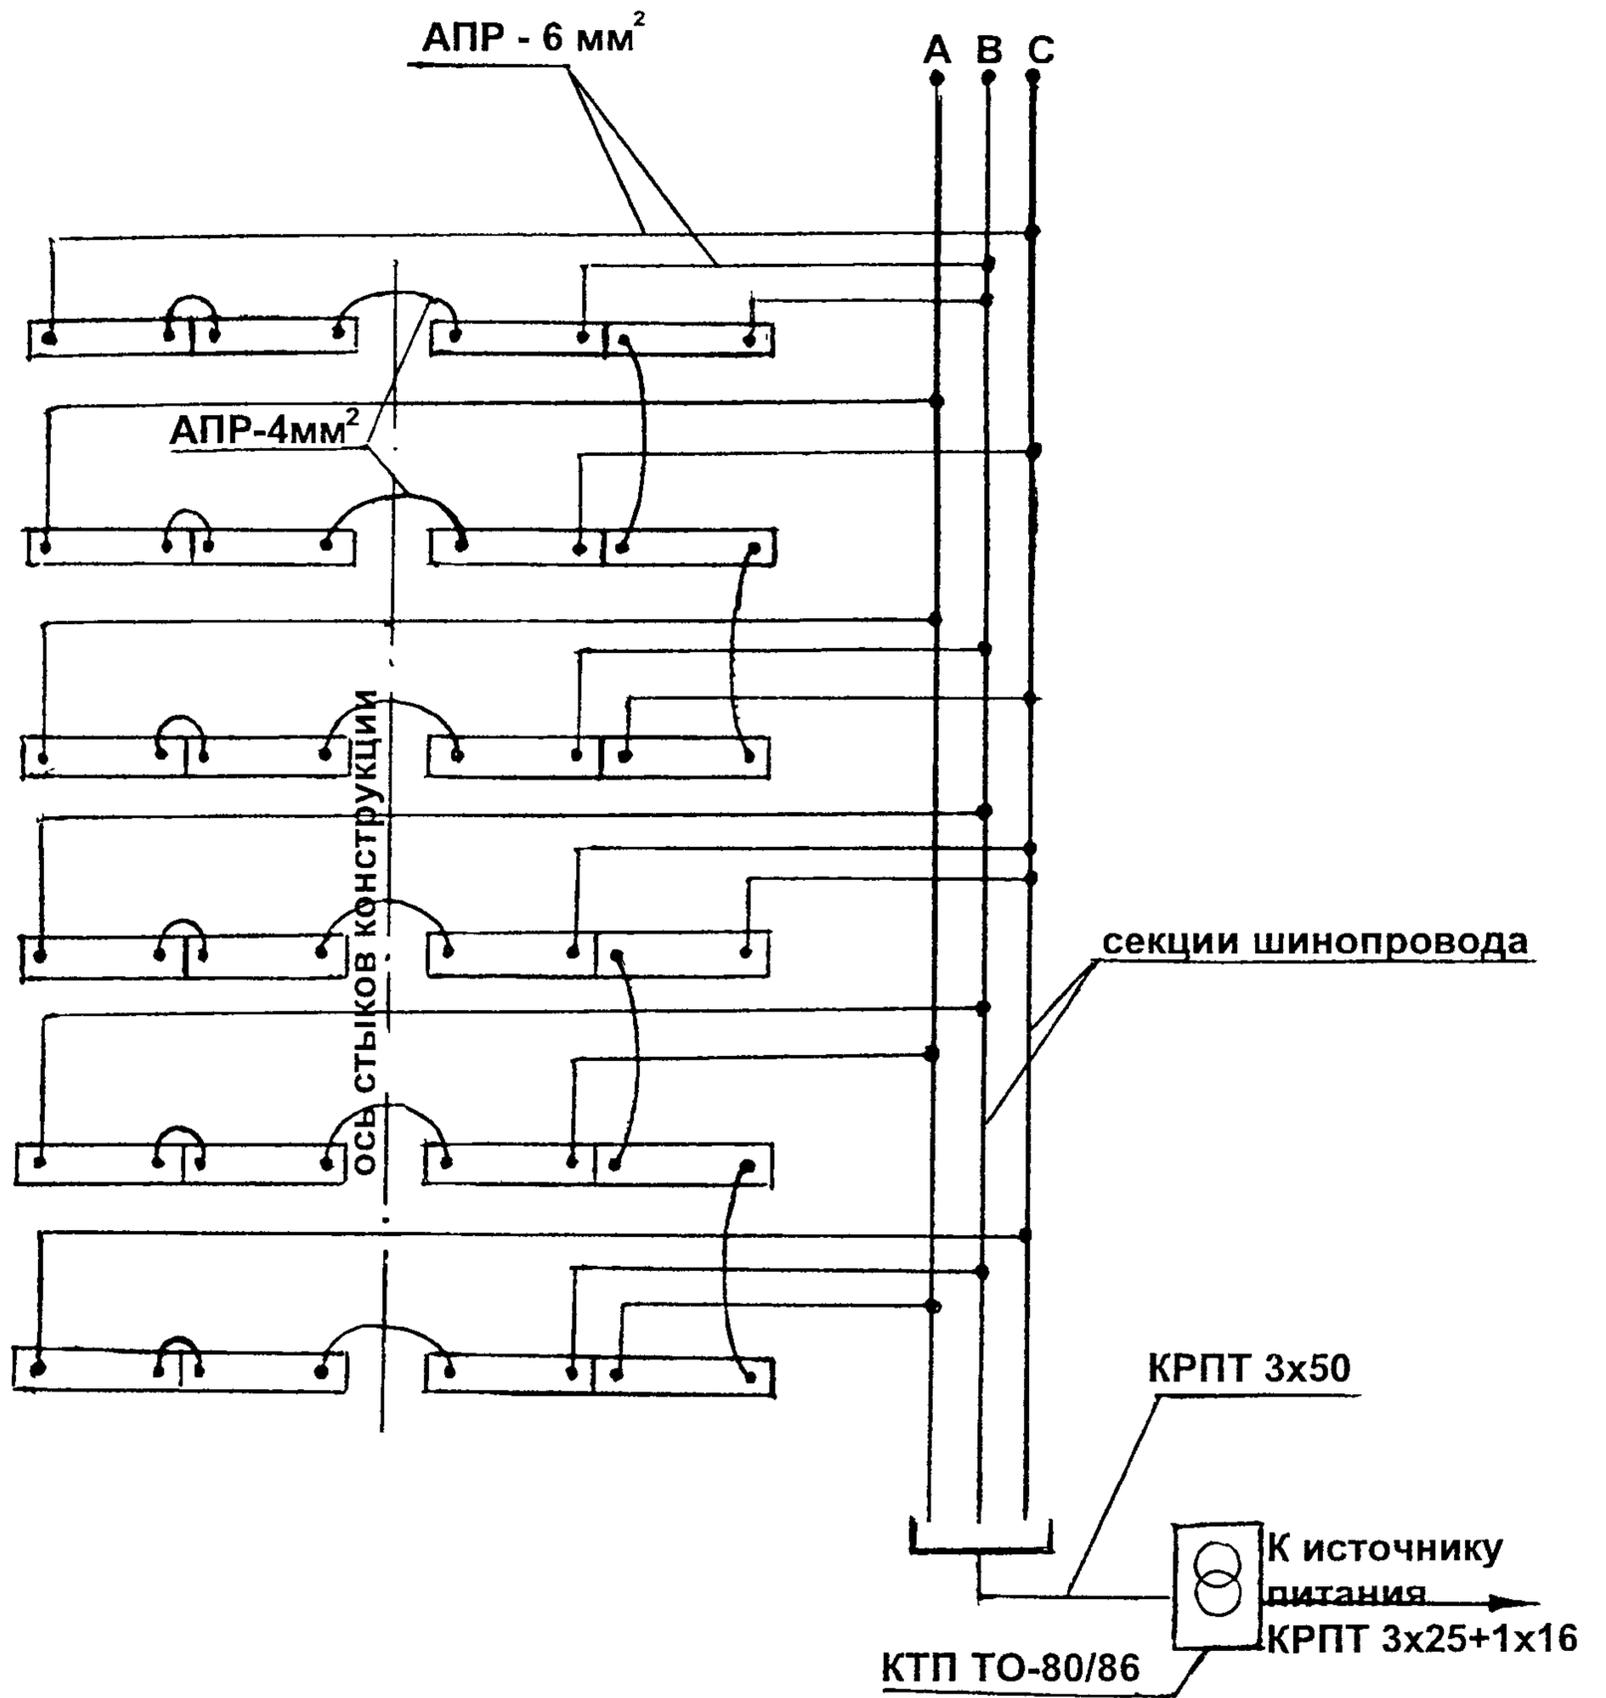 АПР - 6 мм²
А В С
АПР-4мм²
ось стыков конструкции
секции шинопровода
КРПТ 3х50
К источнику
питания
КРПТ 3х25+1х16
КТП ТО-80/86